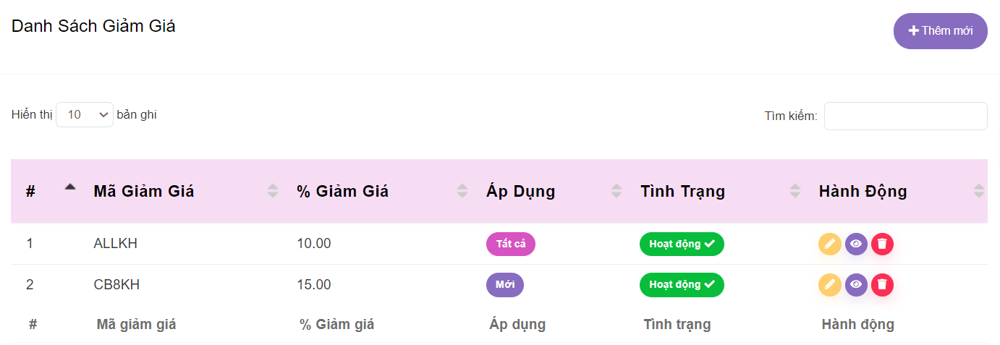 Danh Sách Giảm Giá
Thêm mới
Hiển thị 10 bản ghi
Tìm kiếm:
# Mã Giảm Giá % Giảm Giá Áp Dụng Tình Trạng Hành Động
1 ALLKH 10.00 Tất cả Hoạt động
2 CB8KH 15.00 Mới Hoạt động
# Mã giảm giá % Giảm giá Áp dụng Tình trạng Hành động